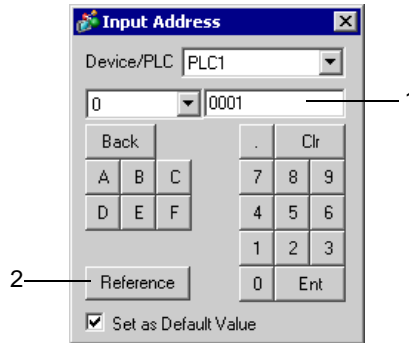 Input Address
Device/PLC PLC1
0 0001 1
Back . Clr
A B C 7 8 9
D E F 4 5 6
1 2 3
2 Reference 0 Ent
Set as Default Value